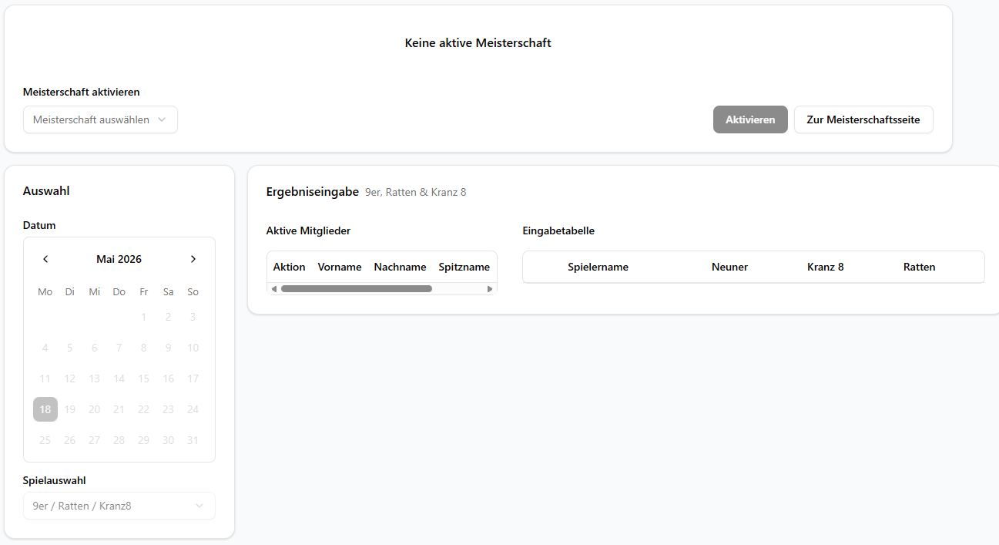 Keine aktive Meisterschaft
Meisterschaft aktivieren
Meisterschaft auswählen
Aktivieren Zur Meisterschaftsseite
Auswahl
Datum
Mai 2026
Mo Di Mi Do Fr Sa So
1 2 3
4 5 6 7 8 9 10
11 12 13 14 15 16 17
18 19 20 21 22 23 24
25 26 27 28 29 30 31
Spielauswahl
9er / Ratten / Kranz8
Ergebniseingabe 9er, Ratten & Kranz 8
Aktive Mitglieder
Aktion Vorname Nachname Spitzname
Eingabetabelle
Spielername Neuner Kranz 8 Ratten